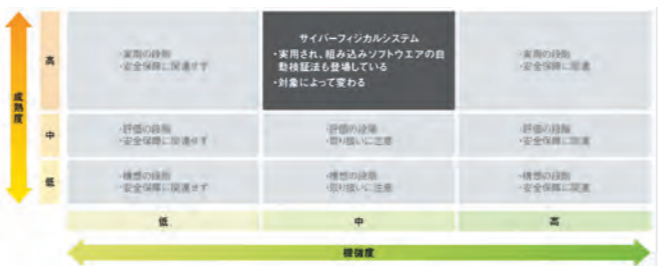 サイバーフィジカルシステム
・実用の段階
・安全保障に関連せず
・実用され、組み込みソフトウエアの自
動検証法も登場している
・対象によって変わる
・実用の段階
・安全保障に関連
高
成熟度
中
・評価の段階
・安全保障に関連せず
・評価の段階
・取り扱いに注意
・評価の段階
・安全保障に関連
低
・構想の段階
・安全保障に関連せず
・構想の段階
・取り扱いに注意
・構想の段階
・安全保障に関連
低
中
高
機微度